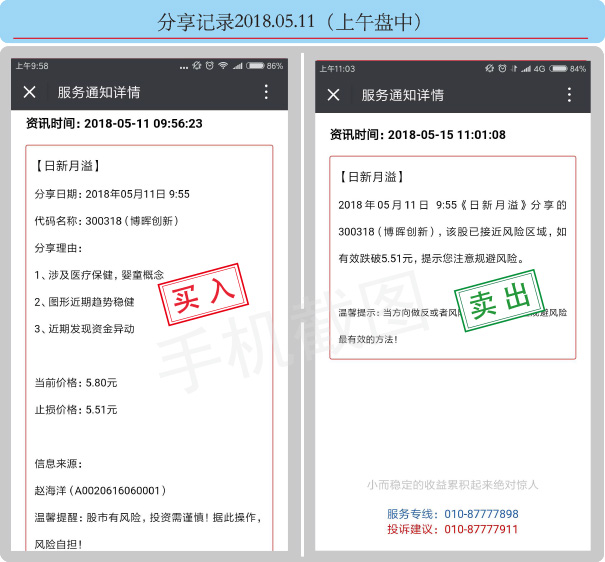 分享记录2018.05.11（上午盘中）
上午9:58
86%
服务通知详情
资讯时间: 2018-05-11 09:56:23
【日新月溢】
分享日期: 2018年05月11日 9:55
代码名称: 300318 (博晖创新)
分享理由:
1、涉及医疗保健，婴童概念
2、图形近期趋势稳健
3、近期发现资金异动
买入
当前价格: 5.80元
止损价格: 5.51元
信息来源:
赵海洋 (A0020616060001)
温馨提醒: 股市有风险, 投资需谨慎! 据此操作,
风险自担!
上午11:03
4G
84%
服务通知详情
资讯时间: 2018-05-15 11:01:08
【日新月溢】
2018年05月11日 9:55《日新月溢》分享的
300318 (博晖创新), 该股已接近风险区域, 如
有效跌破5.51元, 提示您注意规避风险。
卖出
温馨提示: 当方向做反或者风
规避风险
最有效的方法!
小而稳定的收益累积起来绝对惊人
服务专线: 010-87777898
投诉建议: 010-87777911
手机截图